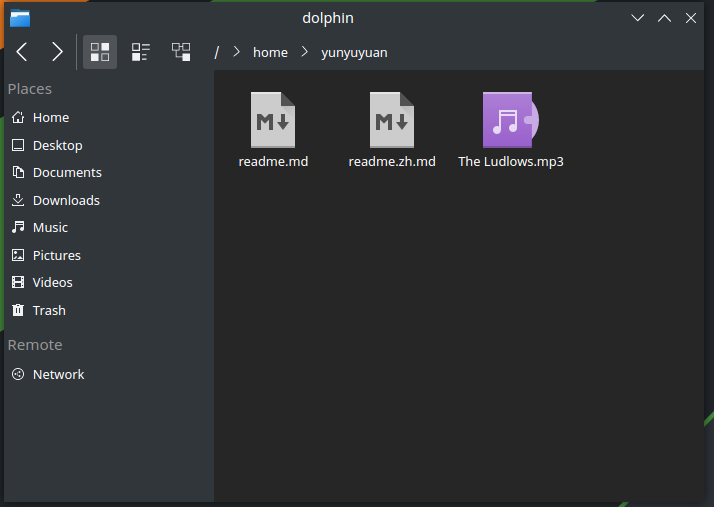 dolphin
/ > home > yunyuyuan
Places
Home
Desktop
Documents
Downloads
Music
Pictures
Videos
Trash
Remote
Network
M
readme.md
M
readme.zh.md
The Ludlows.mp3